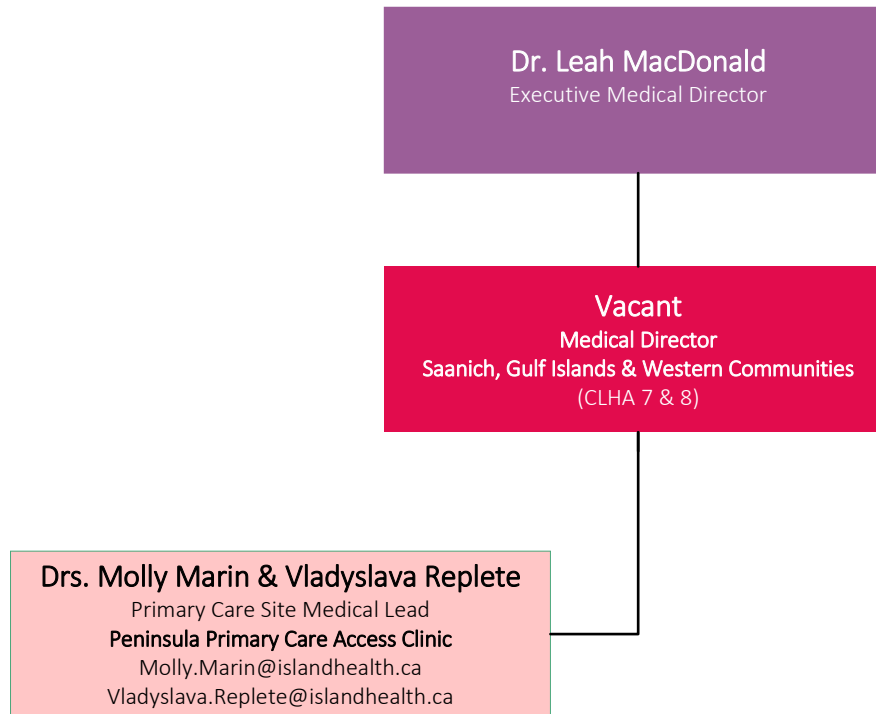 Dr. Leah MacDonald
Executive Medical Director
Vacant
Medical Director
Saanich, Gulf Islands & Western Communities
(CLHA 7 & 8)
Drs. Molly Marin & Vladyslava Replete
Primary Care Site Medical Lead
Peninsula Primary Care Access Clinic
Molly.Marin@islandhealth.ca
Vladyslava.Replete@islandhealth.ca